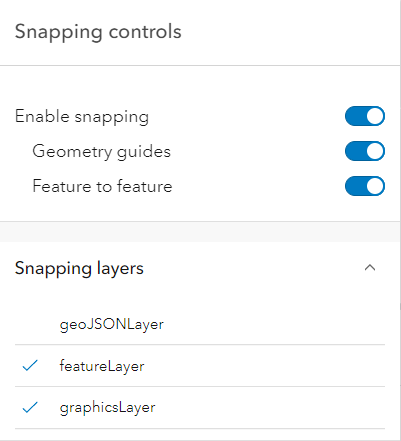 Snapping controls
Enable snapping
Geometry guides
Feature to feature
Snapping layers
geoJSONLayer
featureLayer
graphicsLayer